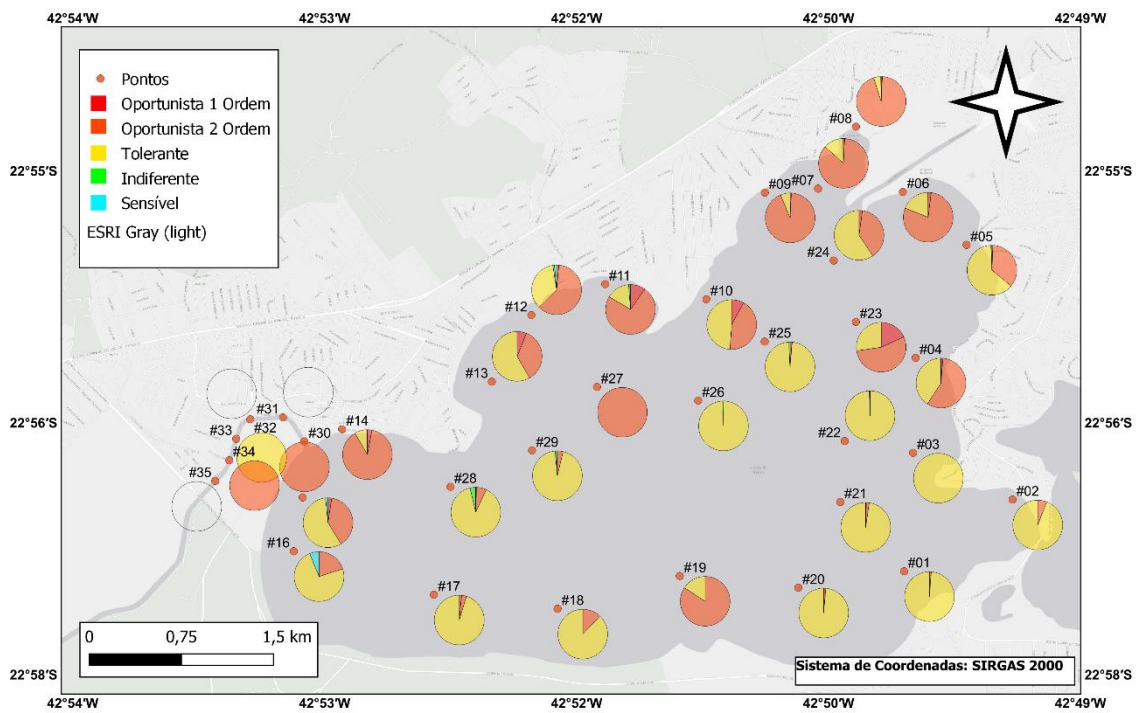 42°54'W 42°53'W 42°52'W 42°50'W 42°49'W
Pontos
Oportunista 1 Ordem
Oportunista 2 Ordem
Tolerante
Indiferente
Sensível
ESRI Gray (light)
#08
22°55'S 22°55'S
#09 #07 #06
#05
#24
#11
#12 #10
#23
#25
#04
#13
#27
#26
22°56'S 22°56'S
#31 #14
#33 #32 #30
#22
#34 #29 #03
#35
#28
#21 #02
#16
#19 #01
#17 #20
#18
0 0,75 1,5 km
22°58'S 22°58'S
Sistema de Coordenadas: SIRGAS 2000
42°54'W 42°53'W 42°52'W 42°50'W 42°49'W